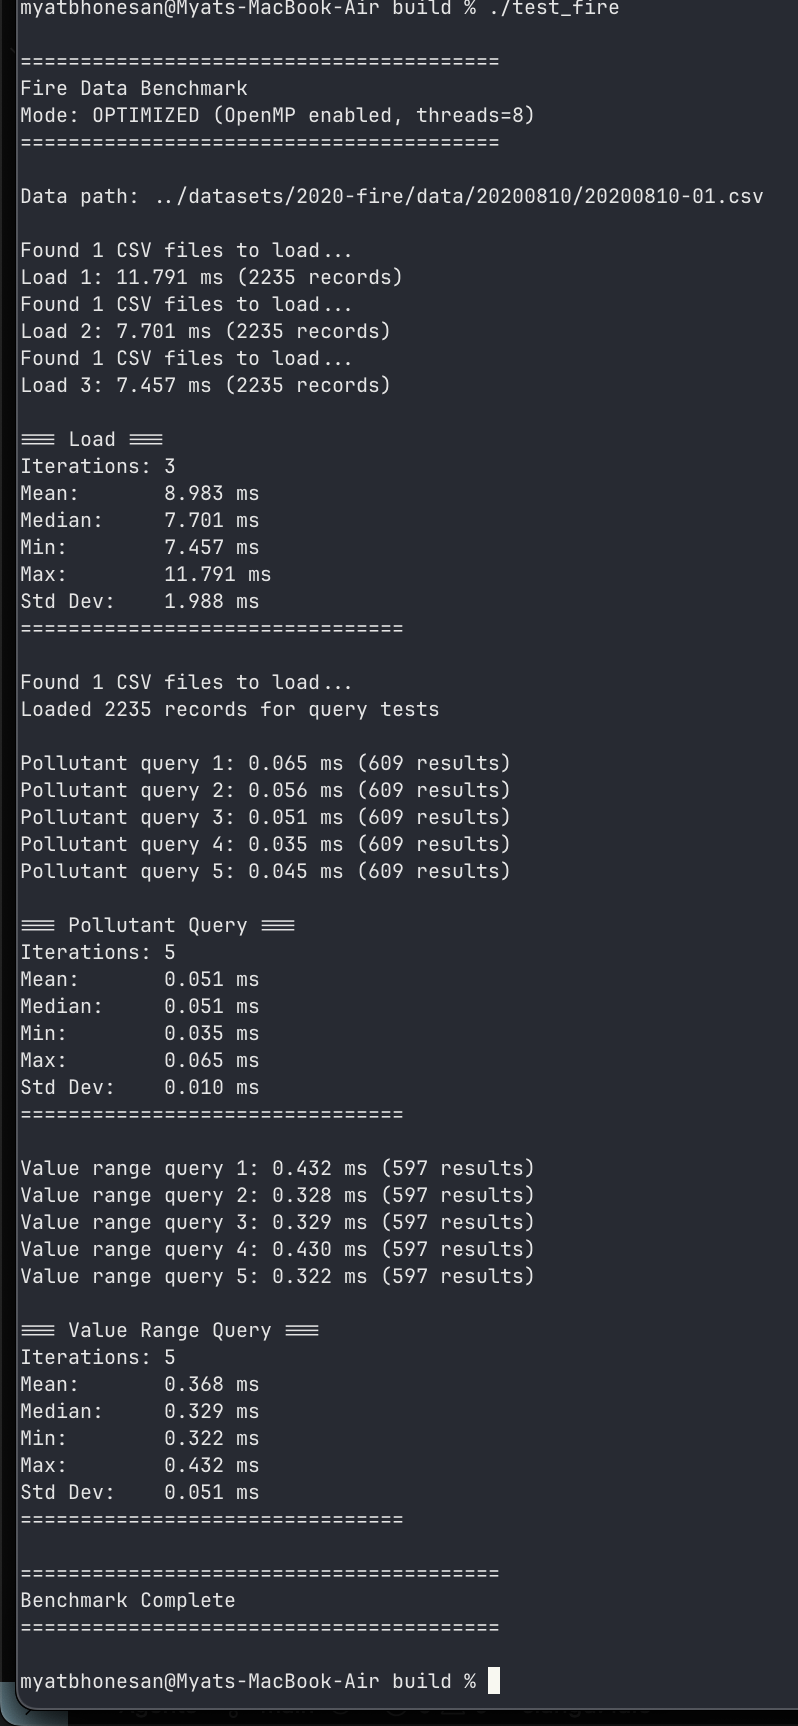 myatbhonesan@Myats-MacBook-Air build % ./test_fire
========================================
Fire Data Benchmark
Mode: OPTIMIZED (OpenMP enabled, threads=8)
========================================
Data path: ../datasets/2020-fire/data/20200810/20200810-01.csv
Found 1 CSV files to load...
Load 1: 11.791 ms (2235 records)
Found 1 CSV files to load...
Load 2: 7.701 ms (2235 records)
Found 1 CSV files to load...
Load 3: 7.457 ms (2235 records)
=== Load ===
Iterations: 3
Mean:       8.983 ms
Median:     7.701 ms
Min:        7.457 ms
Max:        11.791 ms
Std Dev:    1.988 ms
================================
Found 1 CSV files to load...
Loaded 2235 records for query tests
Pollutant query 1: 0.065 ms (609 results)
Pollutant query 2: 0.056 ms (609 results)
Pollutant query 3: 0.051 ms (609 results)
Pollutant query 4: 0.035 ms (609 results)
Pollutant query 5: 0.045 ms (609 results)
=== Pollutant Query ===
Iterations: 5
Mean:       0.051 ms
Median:     0.051 ms
Min:        0.035 ms
Max:        0.065 ms
Std Dev:    0.010 ms
================================
Value range query 1: 0.432 ms (597 results)
Value range query 2: 0.328 ms (597 results)
Value range query 3: 0.329 ms (597 results)
Value range query 4: 0.430 ms (597 results)
Value range query 5: 0.322 ms (597 results)
=== Value Range Query ===
Iterations: 5
Mean:       0.368 ms
Median:     0.329 ms
Min:        0.322 ms
Max:        0.432 ms
Std Dev:    0.051 ms
================================
========================================
Benchmark Complete
========================================
myatbhonesan@Myats-MacBook-Air build %